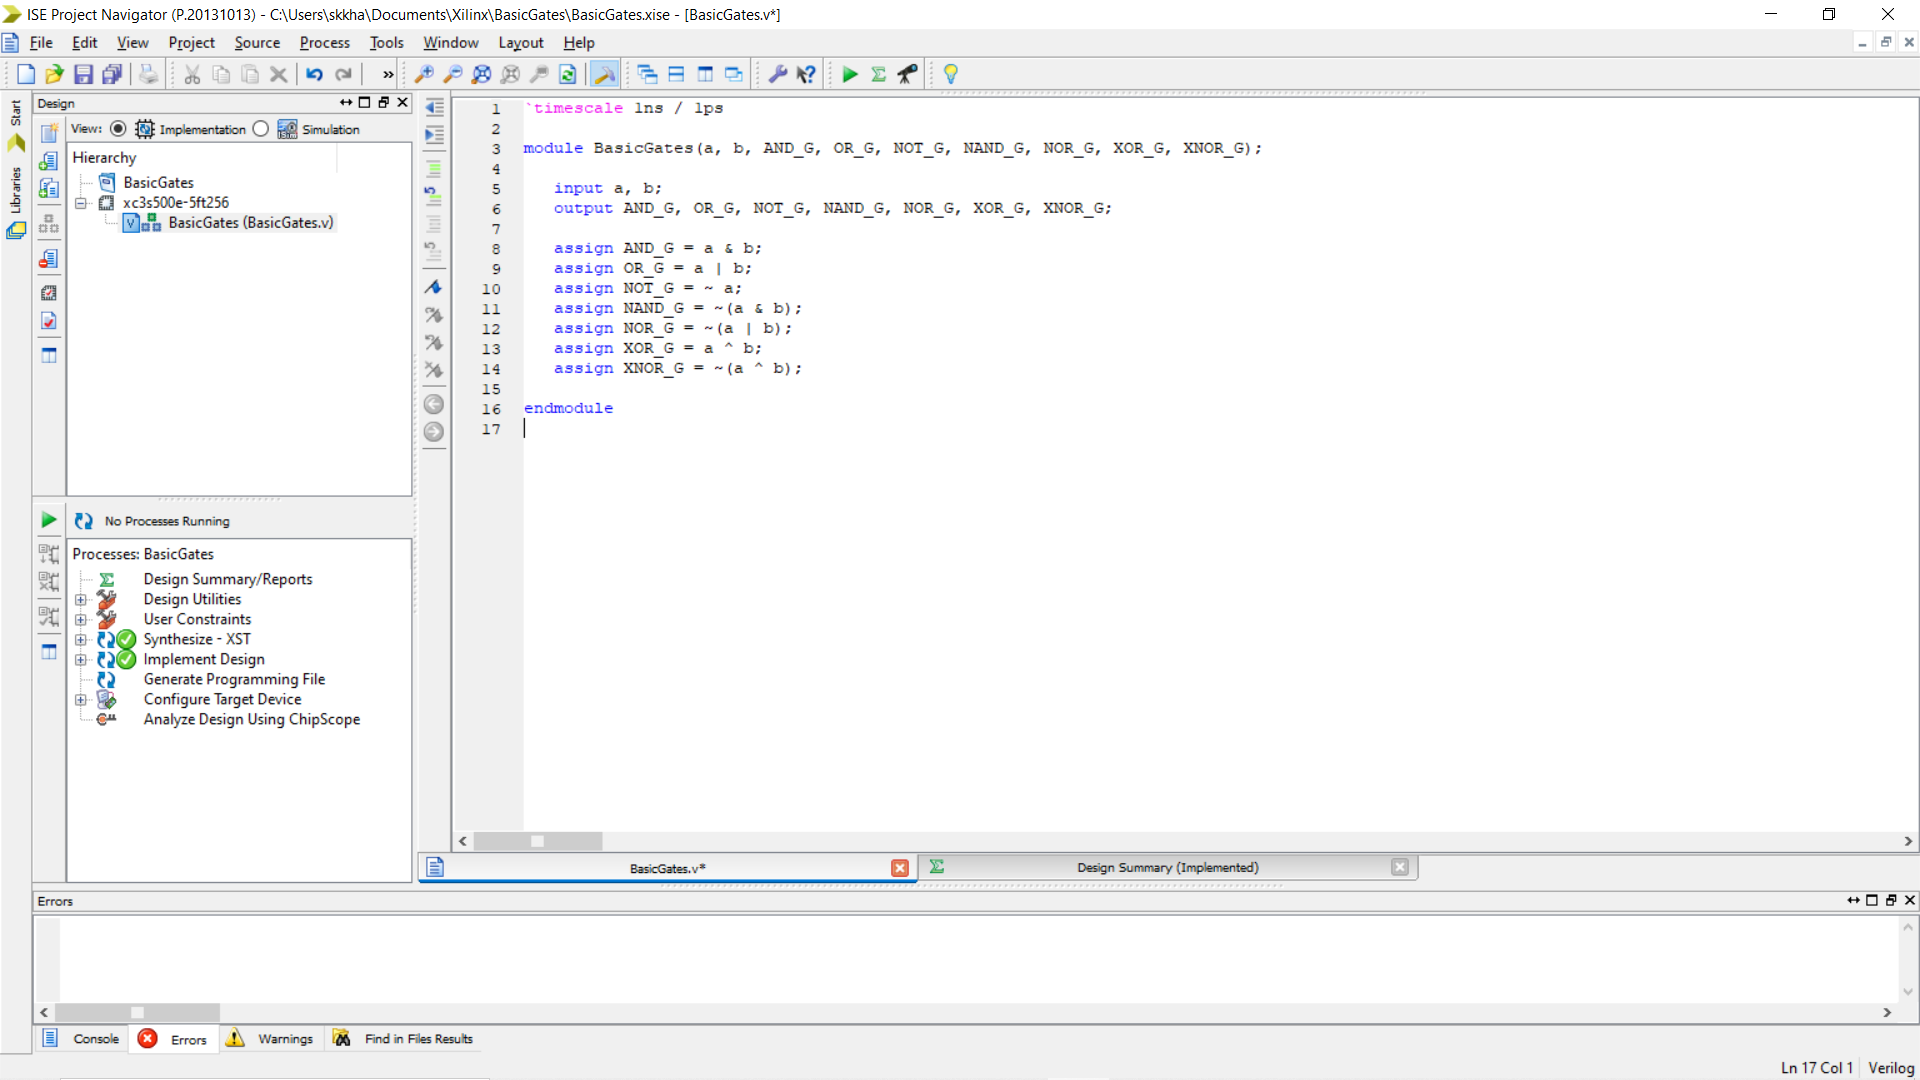 ISE Project Navigator (P.20131013) - C:\Users\skkha\Documents\Xilinx\BasicGates\BasicGates.xise - [BasicGates.v*]
File Edit View Project Source Process Tools Window Layout Help
»
Start
Libraries
Design
View: Implementation Simulation
Hierarchy
BasicGates
xc3s500e-5ft256
BasicGates (BasicGates.v)
No Processes Running
Processes: BasicGates
Design Summary/Reports
Design Utilities
User Constraints
Synthesize - XST
Implement Design
Generate Programming File
Configure Target Device
Analyze Design Using ChipScope
1 `timescale 1ns / 1ps
2
3 module BasicGates(a, b, AND_G, OR_G, NOT_G, NAND_G, NOR_G, XOR_G, XNOR_G);
4
5 input a, b;
6 output AND_G, OR_G, NOT_G, NAND_G, NOR_G, XOR_G, XNOR_G;
7
8 assign AND_G = a & b;
9 assign OR_G = a | b;
10 assign NOT_G = ~ a;
11 assign NAND_G = ~(a & b);
12 assign NOR_G = ~(a | b);
13 assign XOR_G = a ^ b;
14 assign XNOR_G = ~(a ^ b);
15
16 endmodule
17
BasicGates.v*
Design Summary (Implemented)
Errors
Console Errors Warnings Find in Files Results
Ln 17 Col 1 Verilog